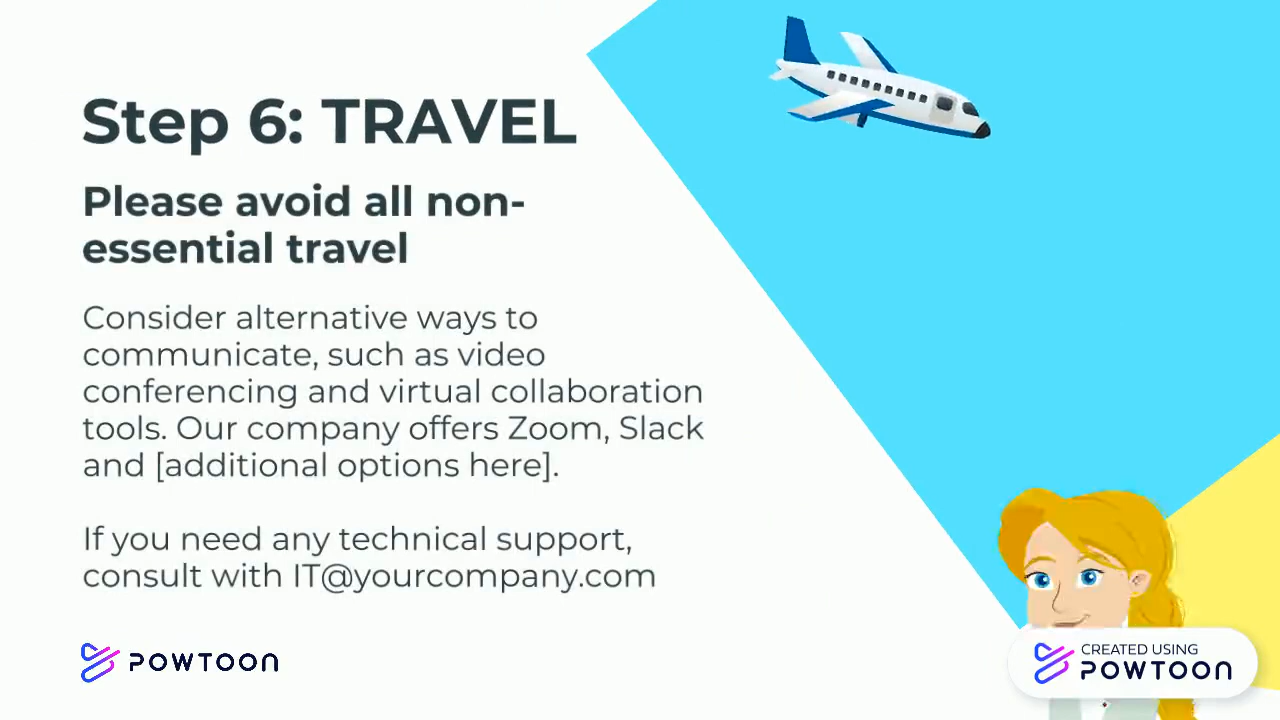 Step 6: TRAVEL
Please avoid all non-
essential travel
Consider alternative ways to
communicate, such as video
conferencing and virtual collaboration
tools. Our company offers Zoom, Slack
and [additional options here].
If you need any technical support,
consult with IT@yourcompany.com
POWTOON
CREATED USING
POWTOON